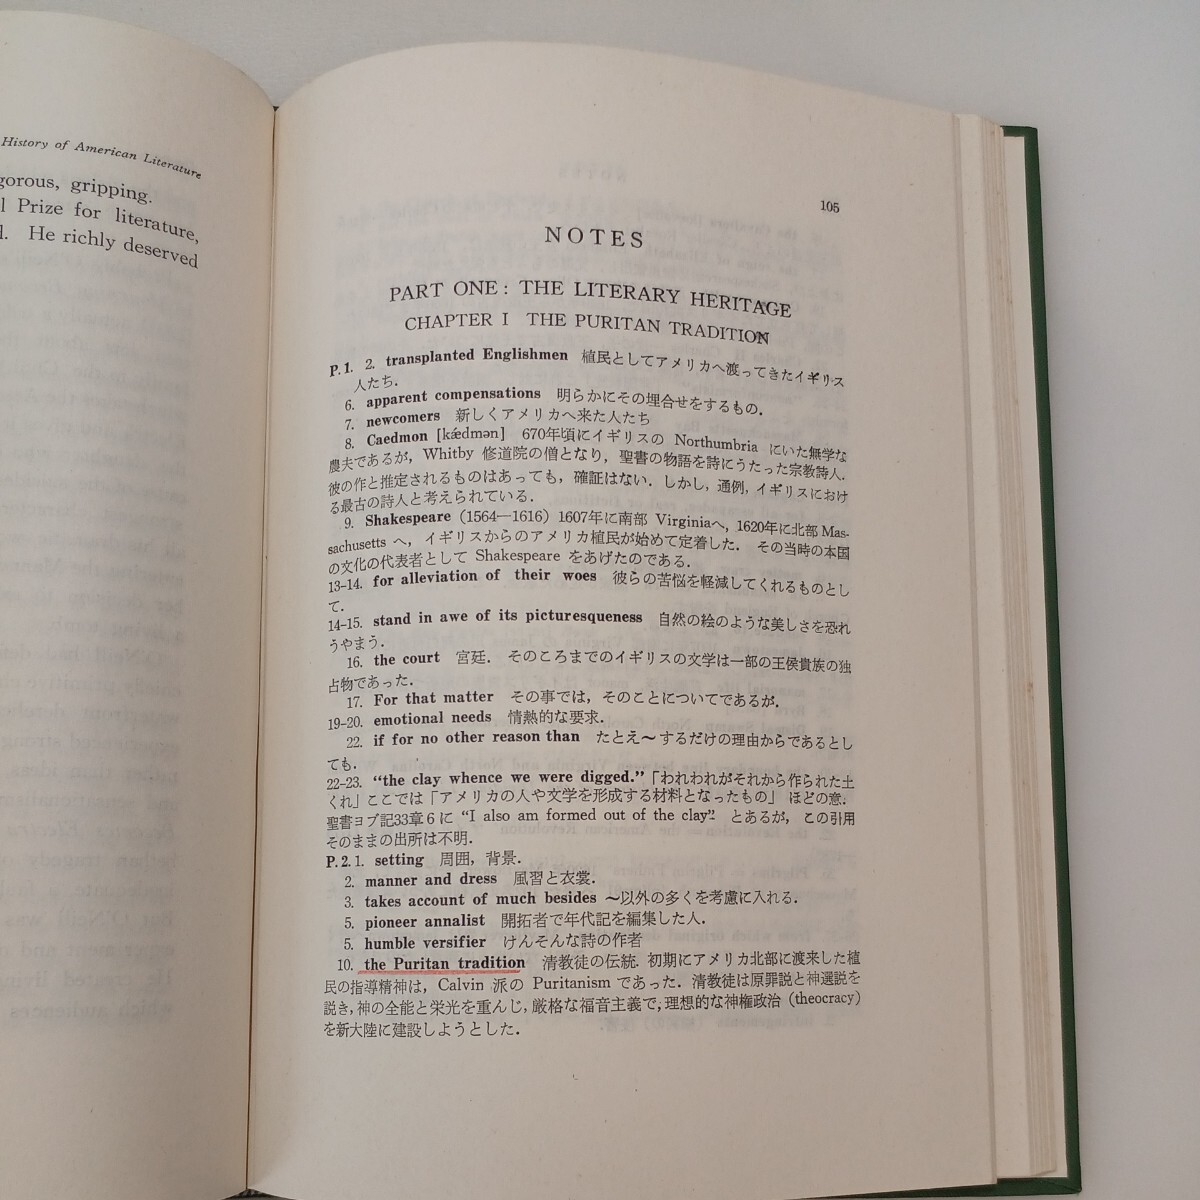 History of American Literature
gorous, gripping.
l Prize for literature,
He richly deserved
105
NOTES
PART ONE: THE LITERARY HERITAGE
CHAPTER I THE PURITAN TRADITION
P.1. 2. transplanted Englishmen 植民としてアメリカへ渡ってきたイギリス
人たち.
6. apparent compensations 明らかにその埋合せをするもの.
7. newcomers 新しくアメリカへ来た人たち
8. Caedmon [kǽdmən] 670年頃にイギリスの Northumbria にいた無学な
農夫であるが, Whitby 修道院の僧となり, 聖書の物語を詩にうたった宗教詩人.
彼の作と推定されるものはあっても, 確証はない. しかし, 通例, イギリスにおけ
る最古の詩人と考えられている.
9. Shakespeare (1564—1616) 1607年に南部 Virginiaへ, 1620年に北部 Mas-
sachusetts へ, イギリスからのアメリカ植民が始めて定着した. その当時の本国
の文化の代表者として Shakespeare をあげたのである.
13-14. for alleviation of their woes 彼らの苦悩を軽減してくれるものとし
て.
14-15. stand in awe of its picturesqueness 自然の絵のような美しさを恐れ
うやまう.
16. the court 宮廷. そのころまでのイギリスの文学は一部の王侯貴族の独
占物であった.
17. For that matter その事では, そのことについてであるが.
19-20. emotional needs 情熱的な要求.
22. if for no other reason than たとえ〜するだけの理由からであるとし
ても.
22-23. “the clay whence we were digged.”「われわれがそれから作られた土
くれ」ここでは「アメリカの人や文学を形成する材料となったもの」ほどの意.
聖書ヨブ記33章6に “I also am formed out of the clay” とあるが, この引用
そのままの出所は不明.
P.2. 1. setting 周囲, 背景.
2. manner and dress 風習と衣裳.
3. takes account of much besides 〜以外の多くを考慮に入れる.
5. pioneer annalist 開拓者で年代記を編集した人.
5. humble versifier けんそんな詩の作者
10. the Puritan tradition 清教徒の伝統. 初期にアメリカ北部に渡来した植
民の指導精神は, Calvin 派の Puritanism であった. 清教徒は原罪説と神選説を
説き, 神の全能と栄光を重んじ, 厳格な福音主義で, 理想的な神権政治 (theocracy)
を新大陸に建設しようとした.